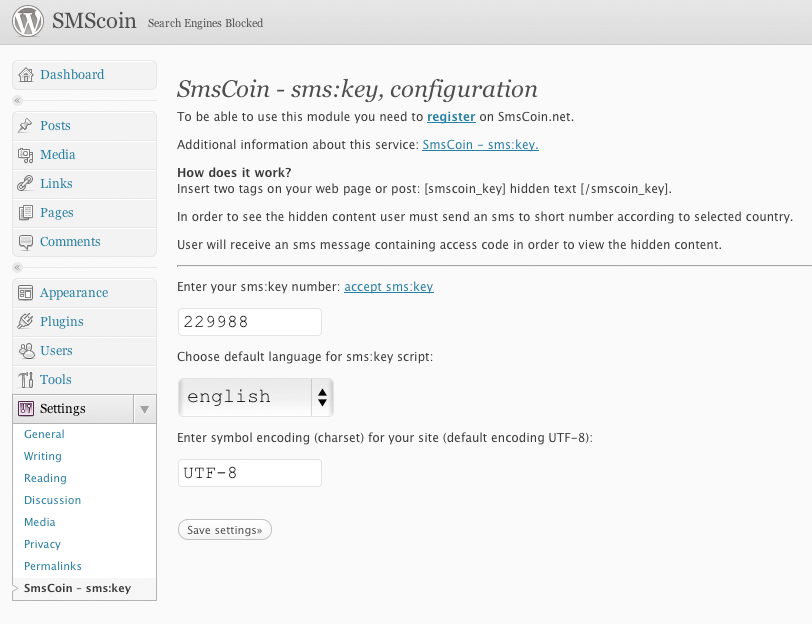 SMScoin Search Engines Blocked
Dashboard
Posts
Media
Links
Pages
Comments
Appearance
Plugins
Users
Tools
Settings
General
Writing
Reading
Discussion
Media
Privacy
Permalinks
SmsCoin - sms:key
SmsCoin - sms:key, configuration
To be able to use this module you need to register on SmsCoin.net.
Additional information about this service: SmsCoin - sms:key.
How does it work?
Insert two tags on your web page or post: [smscoin_key] hidden text [/smscoin_key].
In order to see the hidden content user must send an sms to short number according to selected country.
User will receive an sms message containing access code in order to view the hidden content.
Enter your sms:key number: accept sms:key
229988
Choose default language for sms:key script:
english
Enter symbol encoding (charset) for your site (default encoding UTF-8):
UTF-8
Save settings»